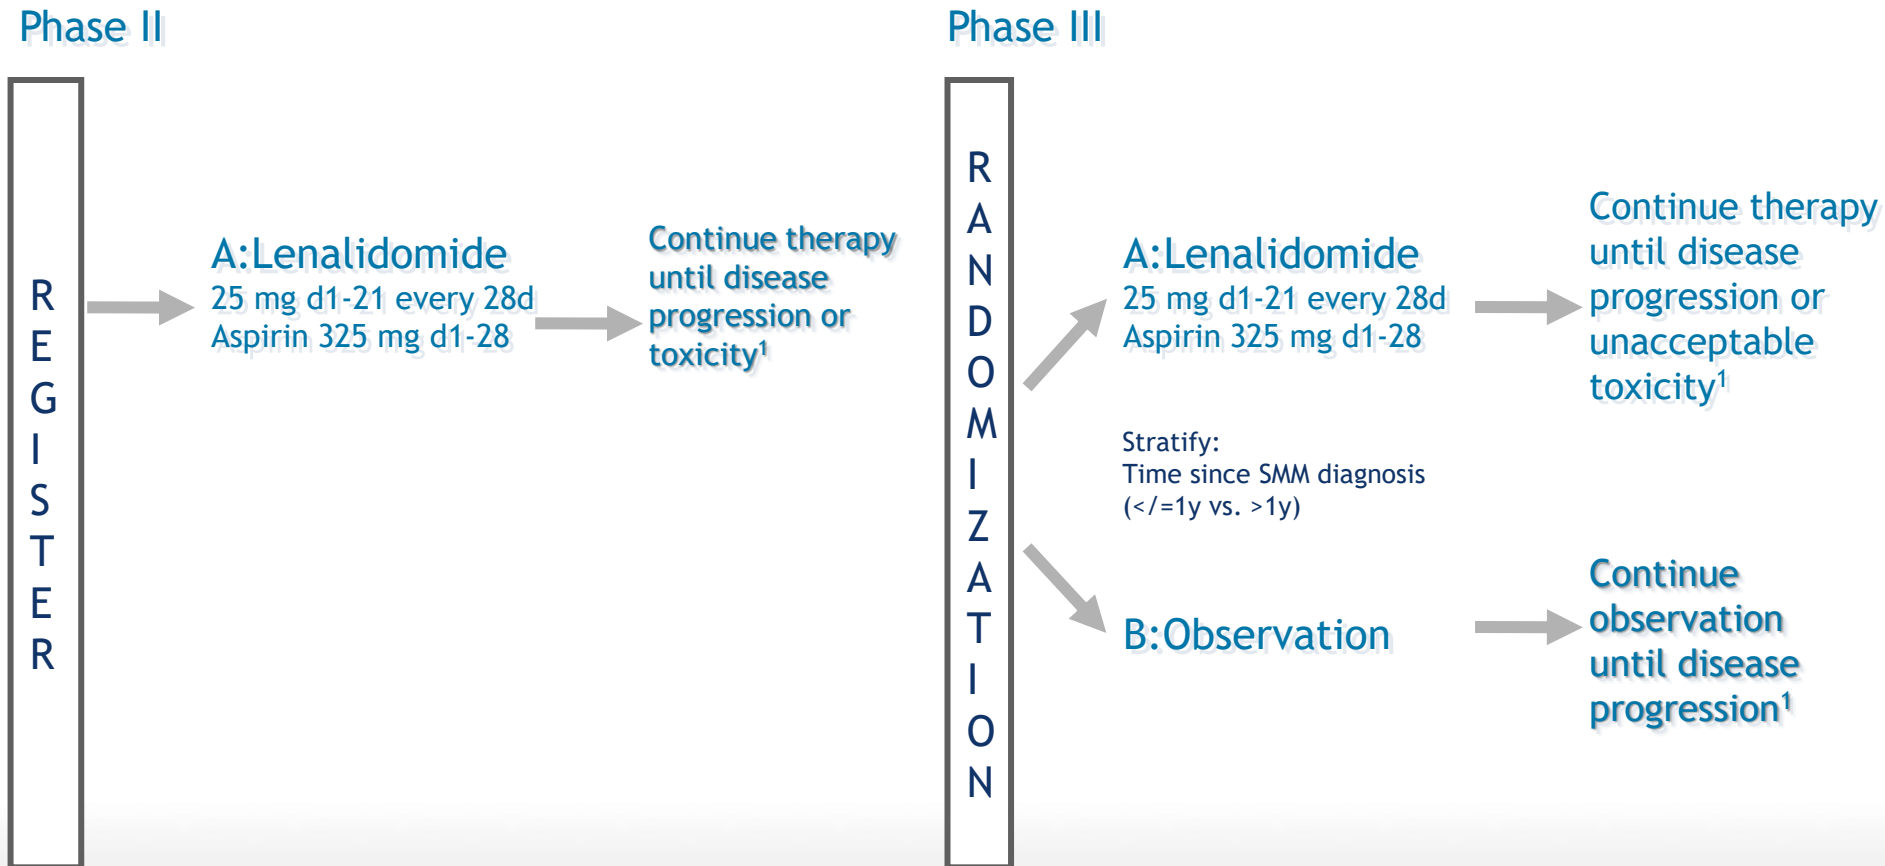 Phase II
REGISTER
A:Lenalidomide
25 mg d1-21 every 28d
Aspirin 325 mg d1-28
Continue therapy
until disease
progression or
toxicity¹
Phase III
RANDOMIZATION
A:Lenalidomide
25 mg d1-21 every 28d
Aspirin 325 mg d1-28
Continue therapy
until disease
progression or
unacceptable
toxicity¹
Stratify:
Time since SMM diagnosis
(</=1y vs. >1y)
B:Observation
Continue
observation
until disease
progression¹